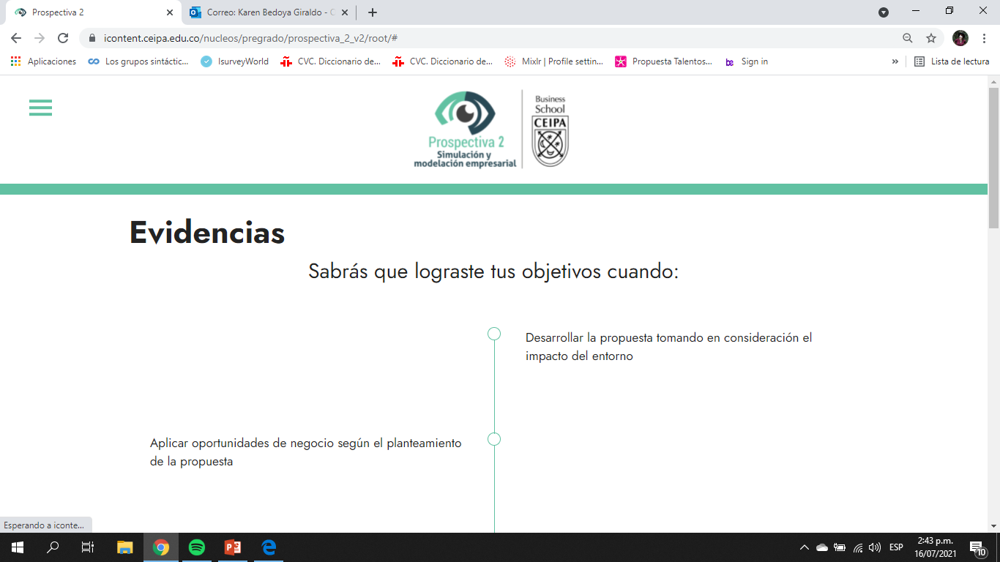 Prospectiva 2
Correo: Karen Bedoya Giraldo - C
icontent.ceipa.edu.co/nucleos/pregrado/prospectiva_2_v2/root/#
Aplicaciones
Los grupos sintáctic...
IsurveyWorld
CVC. Diccionario de...
CVC. Diccionario de...
Mixlr | Profile settin...
Propuesta Talentos...
Sign in
»
Lista de lectura
Prospectiva 2
Simulación y
modelación empresarial
Business
School
CEIPA
Evidencias
Sabrás que lograste tus objetivos cuando:
Desarrollar la propuesta tomando en consideración el
impacto del entorno
Aplicar oportunidades de negocio según el planteamiento
de la propuesta
Esperando a iconte...
ESP
2:43 p.m.
16/07/2021
10